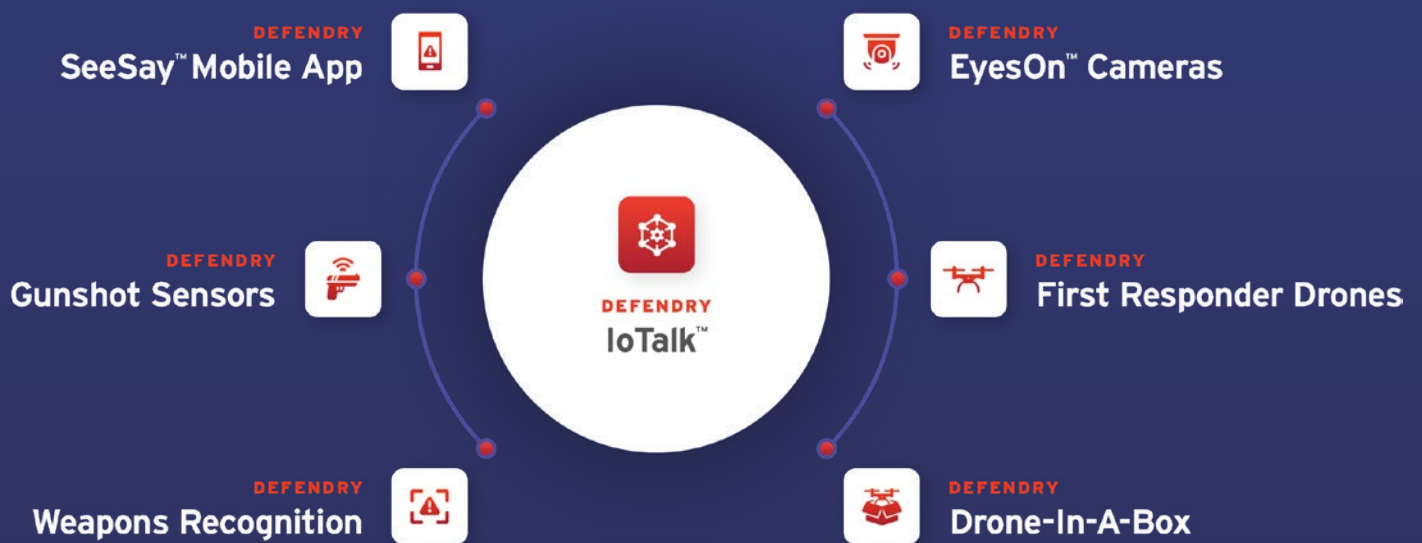 DEFENDRY
SeeSay™ Mobile App
DEFENDRY
EyesOn™ Cameras
DEFENDRY
Gunshot Sensors
DEFENDRY
IoTalk™
DEFENDRY
First Responder Drones
DEFENDRY
Weapons Recognition
DEFENDRY
Drone-In-A-Box